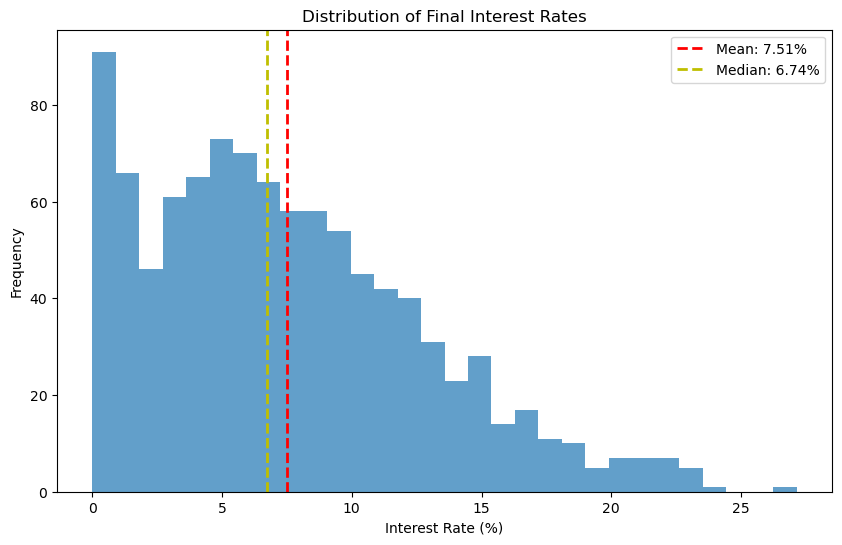 Distribution of Final Interest Rates
Mean: 7.51%
Median: 6.74%
Frequency
80
60
40
20
0
0 5 10 15 20 25
Interest Rate (%)